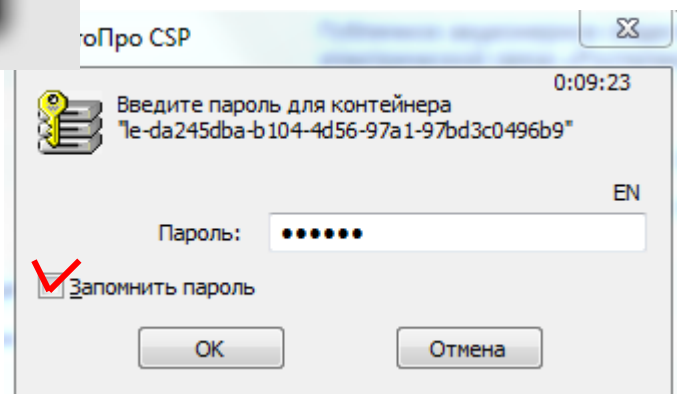 оПро CSP
0:09:23
Введите пароль для контейнера
"le-da245dba-b104-4d56-97a1-97bd3c0496b9"
EN
Пароль: ••••••
Запомнить пароль
OK Отмена